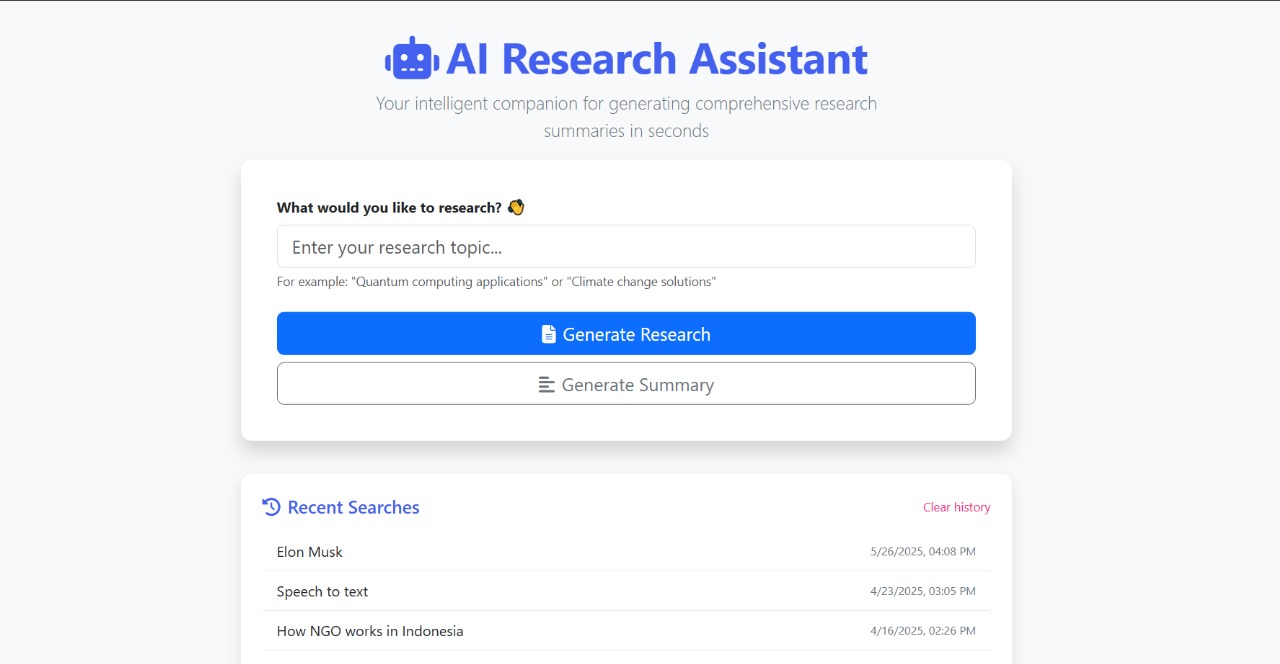 AI Research Assistant
Your intelligent companion for generating comprehensive research
summaries in seconds
What would you like to research? 👋
Enter your research topic...
For example: "Quantum computing applications" or "Climate change solutions"
Generate Research
Generate Summary
Recent Searches
Clear history
Elon Musk
5/26/2025, 04:08 PM
Speech to text
4/23/2025, 03:05 PM
How NGO works in Indonesia
4/16/2025, 02:26 PM